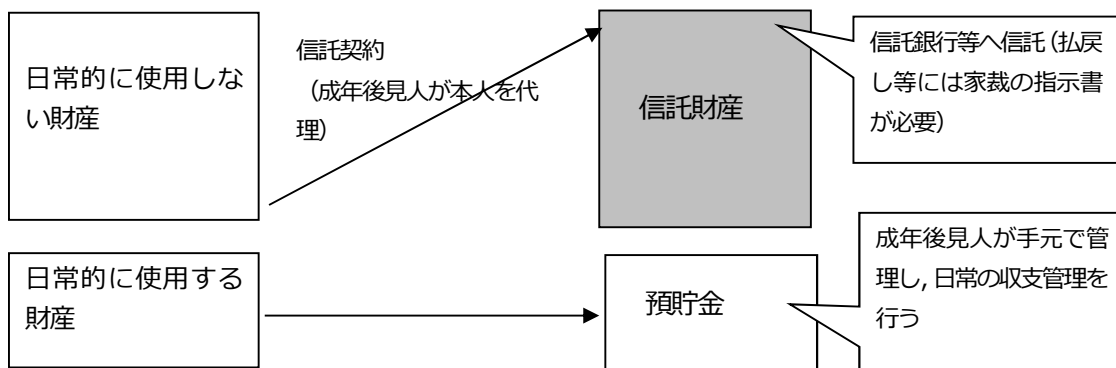 日常的に使用しな
い財産
信託契約
（成年後見人が本人を代
理）
信託財産
信託銀行等へ信託（払戻
し等には家裁の指示書
が必要）
日常的に使用する
財産
預貯金
成年後見人が手元で管
理し，日常の収支管理を
行う